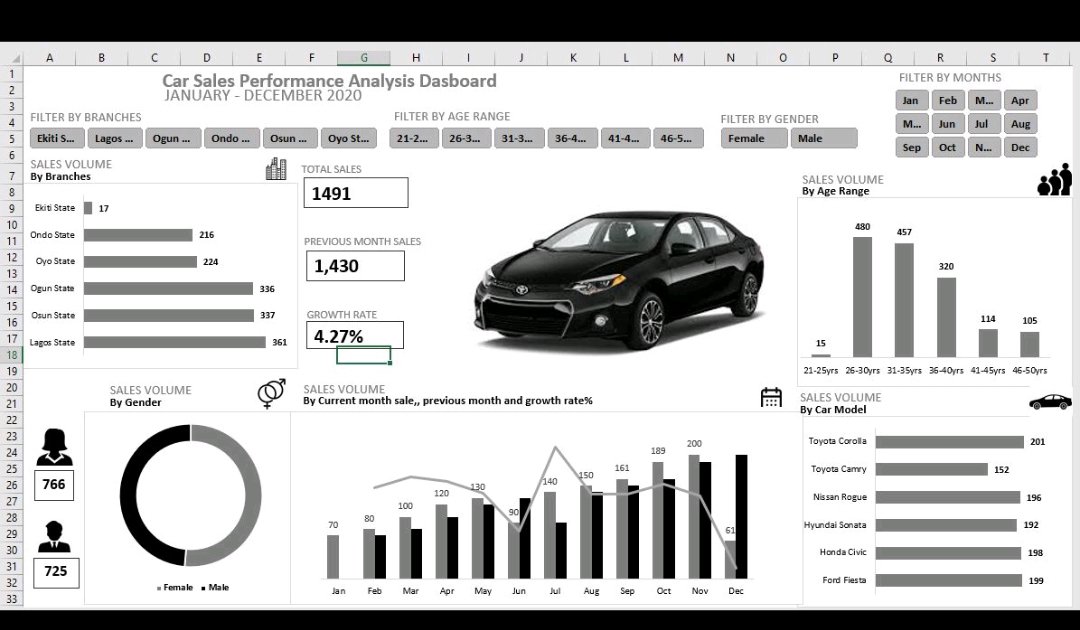 A B C D E F G H I J K L M N O P Q R S T
1
2
3
4
5
6
7
8
9
10
11
12
13
14
15
16
17
18
19
20
21
22
23
24
25
26
27
28
29
30
31
32
33
Car Sales Performance Analysis Dasboard
JANUARY - DECEMBER 2020
FILTER BY MONTHS
Jan Feb M... Apr
M... Jun Jul Aug
Sep Oct N... Dec
FILTER BY BRANCHES
Ekiti S... Lagos ... Ogun ... Ondo ... Osun ... Oyo St...
FILTER BY AGE RANGE
21-2... 26-3... 31-3... 36-4... 41-4... 46-5...
FILTER BY GENDER
Female Male
SALES VOLUME
By Branches
Ekiti State 17
Ondo State 216
Oyo State 224
Ogun State 336
Osun State 337
Lagos State 361
TOTAL SALES
1491
PREVIOUS MONTH SALES
1,430
GROWTH RATE
4.27%
SALES VOLUME
By Age Range
15 480 457 320 114 105
21-25yrs 26-30yrs 31-35yrs 36-40yrs 41-45yrs 46-50yrs
SALES VOLUME
By Gender
766
725
Female Male
SALES VOLUME
By Current month sale,, previous month and growth rate%
70 80 100 120 130 90 140 150 161 189 200 61
Jan Feb Mar Apr May Jun Jul Aug Sep Oct Nov Dec
SALES VOLUME
By Car Model
Toyota Corolla 201
Toyota Camry 152
Nissan Rogue 196
Hyundai Sonata 192
Honda Civic 198
Ford Fiesta 199